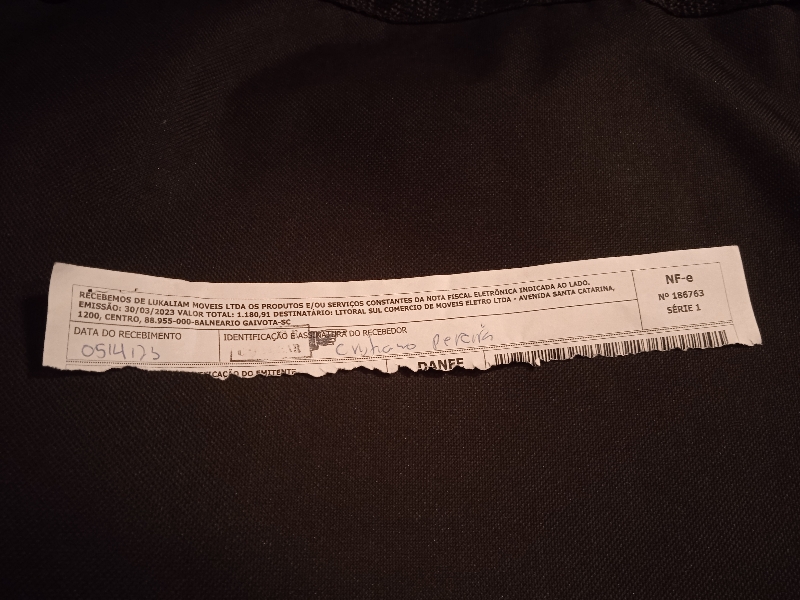 RECEBEMOS DE LUKALIAM MOVEIS LTDA OS PRODUTOS E/OU SERVIÇOS CONSTANTES DA NOTA FISCAL ELETRÔNICA INDICADA AO LADO.
EMISSÃO: 30/03/2023 VALOR TOTAL: 1.180,91 DESTINATÁRIO: LITORAL SUL COMERCIO DE MOVEIS ELETRO LTDA - AVENIDA SANTA CATARINA,
1200, CENTRO, 88.955-000-BALNEARIO GAIVOTA-SC
NF-e
Nº 186763
SÉRIE 1
DATA DO RECEBIMENTO
IDENTIFICAÇÃO E ASSINATURA DO RECEBEDOR
Pereira
DO EMITENTE
DANFE